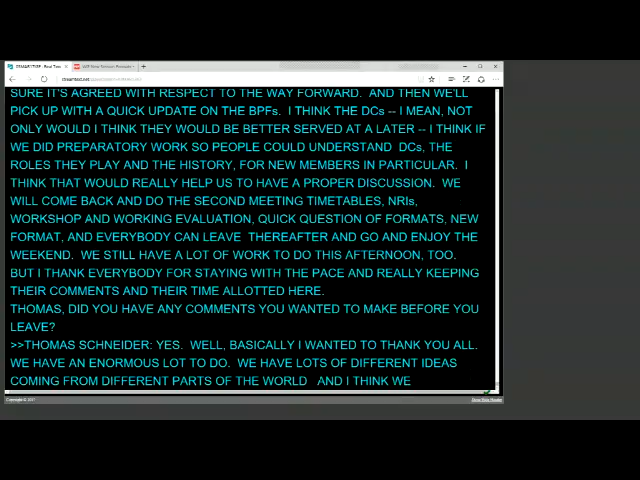 streamtext.net
SURE IT'S AGREED WITH RESPECT TO THE WAY FORWARD.  AND THEN WE'LL
PICK UP WITH A QUICK UPDATE ON THE BPFs.  I THINK THE DCs -- I MEAN, NOT
ONLY WOULD I THINK THEY WOULD BE BETTER SERVED AT A LATER -- I THINK IF
WE DID PREPARATORY WORK SO PEOPLE COULD UNDERSTAND  DCs, THE
ROLES THEY PLAY AND THE HISTORY, FOR NEW MEMBERS IN PARTICULAR.  I
THINK THAT WOULD REALLY HELP US TO HAVE A PROPER DISCUSSION.  WE
WILL COME BACK AND DO THE SECOND MEETING TIMETABLES, NRIs,
WORKSHOP AND WORKING EVALUATION, QUICK QUESTION OF FORMATS, NEW
FORMAT, AND EVERYBODY CAN LEAVE  THEREAFTER AND GO AND ENJOY THE
WEEKEND.  WE STILL HAVE A LOT OF WORK TO DO THIS AFTERNOON, TOO.
BUT I THANK EVERYBODY FOR STAYING WITH THE PACE AND REALLY KEEPING
THEIR COMMENTS AND THEIR TIME ALLOTTED HERE.
THOMAS, DID YOU HAVE ANY COMMENTS YOU WANTED TO MAKE BEFORE YOU
LEAVE?
>>THOMAS SCHNEIDER: YES.  WELL, BASICALLY I WANTED TO THANK YOU ALL.
WE HAVE AN ENORMOUS LOT TO DO.  WE HAVE LOTS OF DIFFERENT IDEAS
COMING FROM DIFFERENT PARTS OF THE WORLD   AND I THINK WE